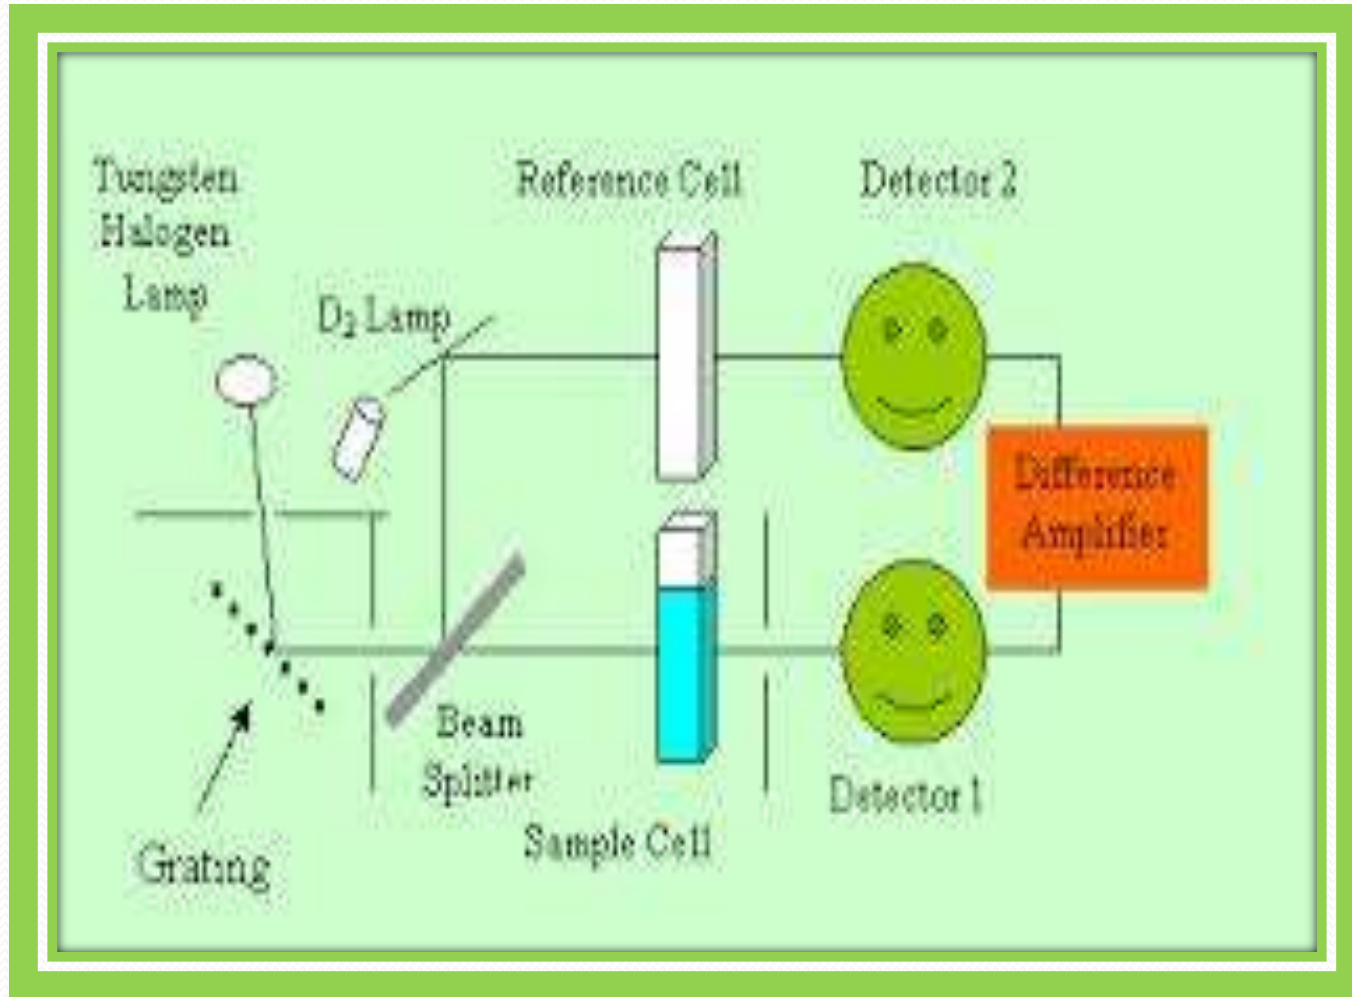 Tungsten
Halogen
Lamp
D₂ Lamp
Reference Cell
Detector 2
Difference
Amplifier
Beam
Splitter
Sample Cell
Detector 1
Grating